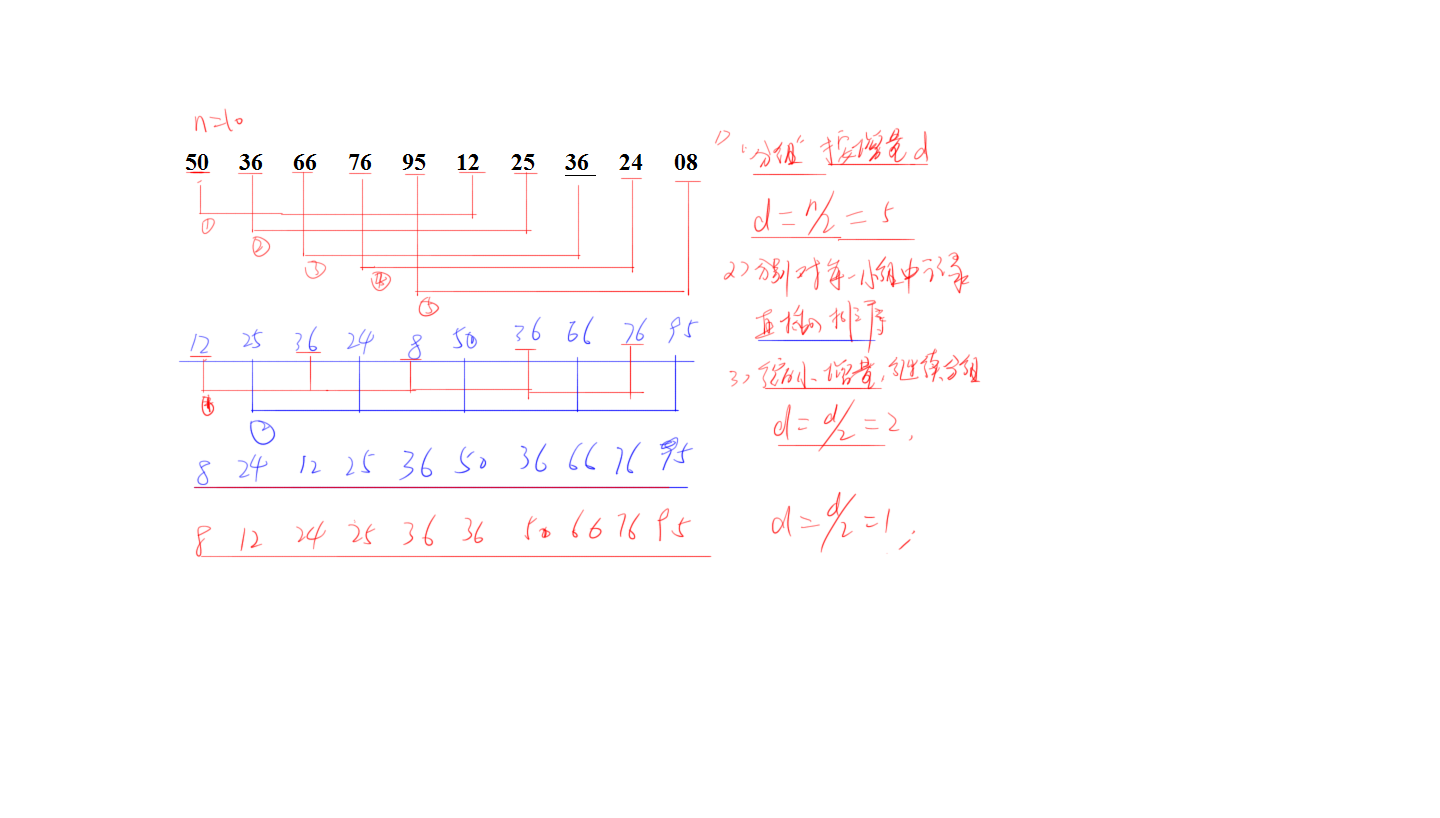 n=10
50 36 66 76 95 12 25 36 24 08
① ② ③ ④ ⑤
12 25 36 24 8 50 36 66 76 95
① ②
8 24 12 25 36 50 36 66 76 95
8 12 24 25 36 36 50 66 76 95
1) "分组" 按增量d
d=n/2=5
2) 分别对每一小组中记录
直接 排序
3) 缩小增量,继续分组
d=d/2=2,
d=d/2=1,